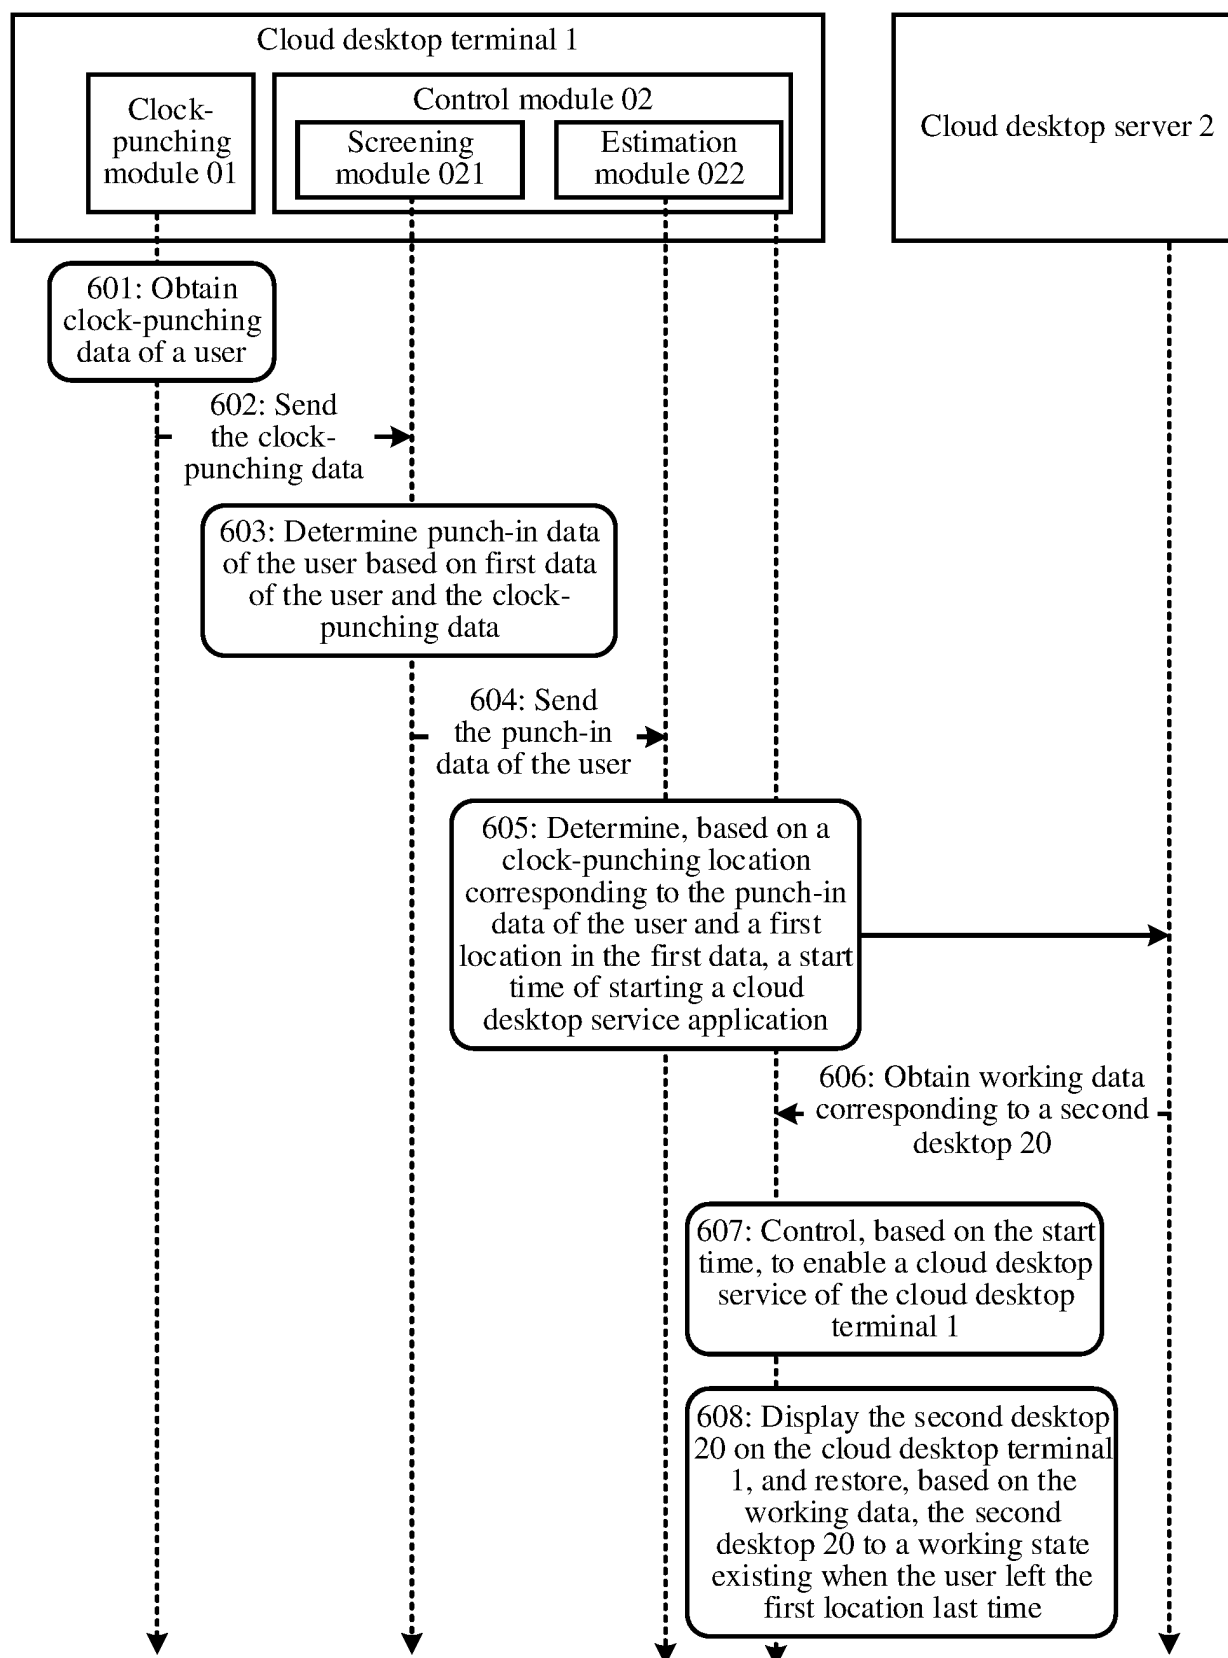 Cloud desktop terminal 1
Clock-
punching
module 01
Control module 02
Screening
module 021
Estimation
module 022
Cloud desktop server 2
601: Obtain
clock-punching
data of a user
602: Send
the clock-
punching data
603: Determine punch-in data
of the user based on first data
of the user and the clock-
punching data
604: Send
the punch-in
data of the user
605: Determine, based on a
clock-punching location
corresponding to the punch-in
data of the user and a first
location in the first data, a start
time of starting a cloud
desktop service application
606: Obtain working data
corresponding to a second
desktop 20
607: Control, based on the start
time, to enable a cloud desktop
service of the cloud desktop
terminal 1
608: Display the second desktop
20 on the cloud desktop terminal
1, and restore, based on the
working data, the second
desktop 20 to a working state
existing when the user left the
first location last time